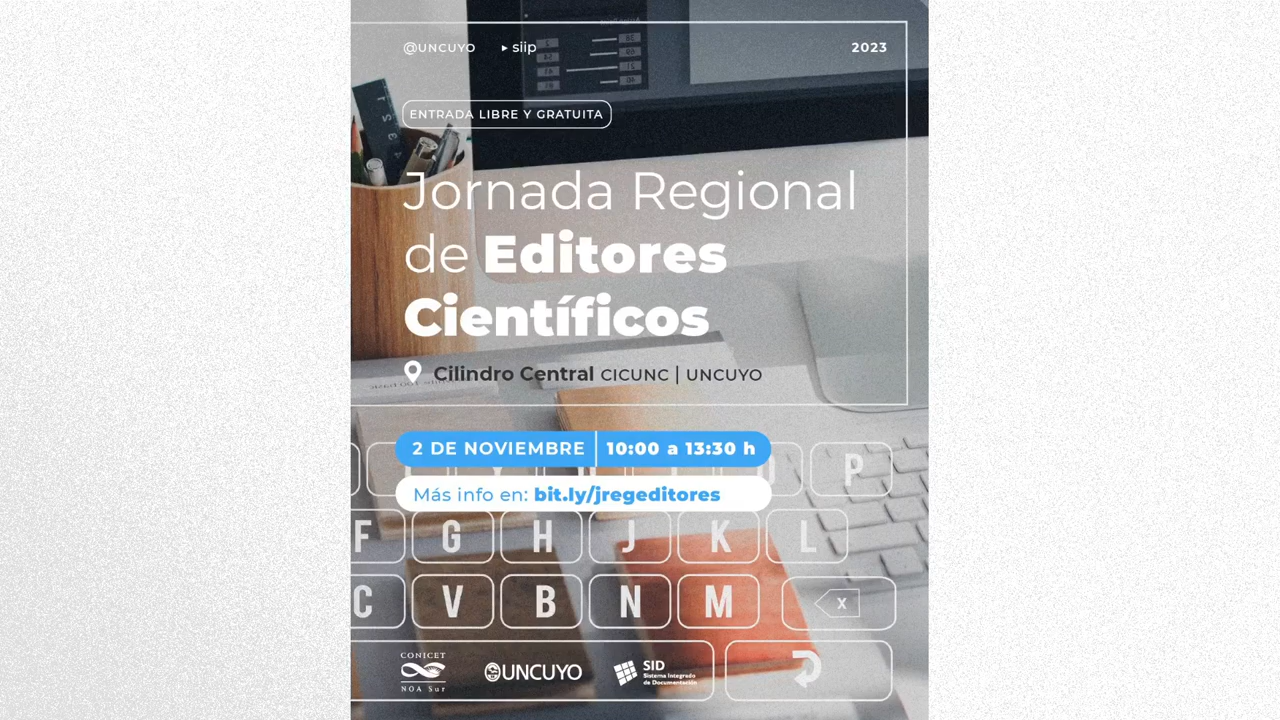 @UNCUYO ▸ siip 2023
ENTRADA LIBRE Y GRATUITA
Jornada Regional
de Editores
Científicos
Cilindro Central CICUNC | UNCUYO
2 DE NOVIEMBRE | 10:00 a 13:30 h
Más info en: bit.ly/jregeditores
P
F G H J K L
C V B N M X
CONICET
NOA Sur
UNCUYO
SID
Sistema Integrado
de Documentación